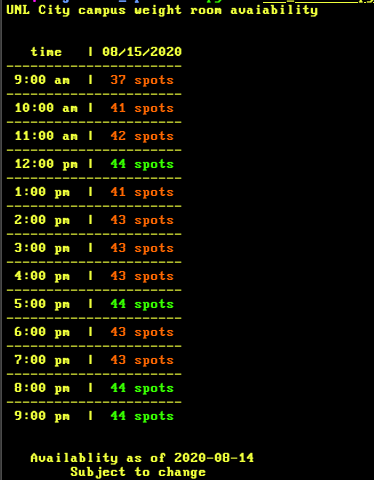 UNL City campus weight room avaiability
time | 08/15/2020
9:00 am | 37 spots
10:00 am | 41 spots
11:00 am | 42 spots
12:00 pm | 44 spots
1:00 pm | 41 spots
2:00 pm | 43 spots
3:00 pm | 43 spots
4:00 pm | 43 spots
5:00 pm | 44 spots
6:00 pm | 43 spots
7:00 pm | 43 spots
8:00 pm | 44 spots
9:00 pm | 44 spots
Availablity as of 2020-08-14
Subject to change